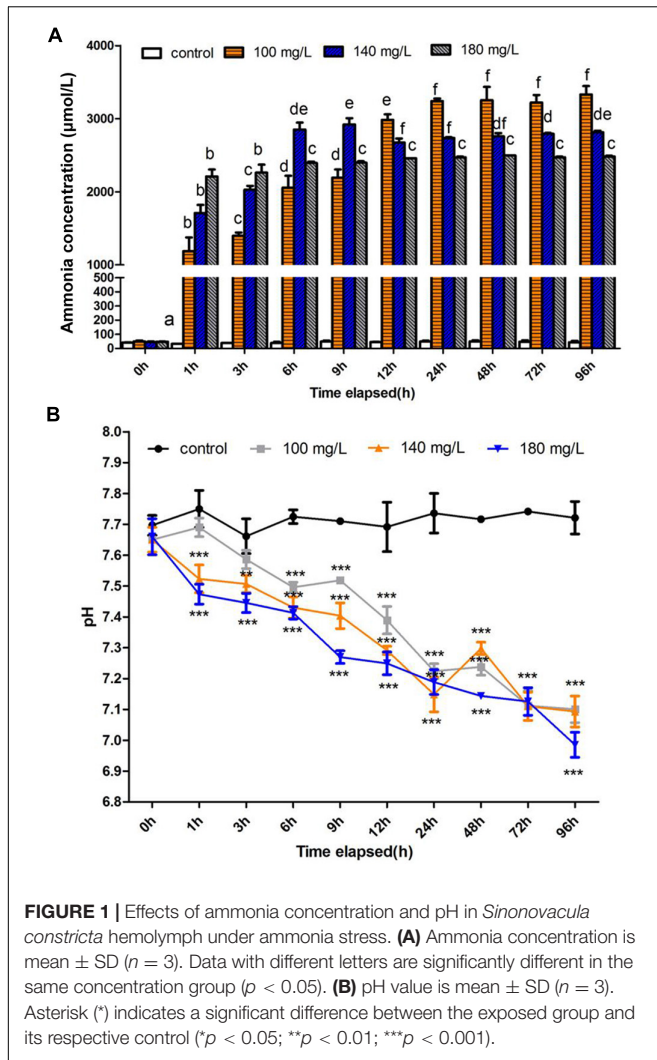 A
control 100 mg/L 140 mg/L 180 mg/L
Ammonia concentration (μmol/L)
4000
3000
2000
1000
500
400
300
200
100
0
a
b b b
c c c
d de c
d e c
e f c
f f c
f df c
f d c
f de c
0h 1h 3h 6h 9h 12h 24h 48h 72h 96h
Time elapsed(h)
B
control 100 mg/L 140 mg/L 180 mg/L
pH
8.0
7.9
7.8
7.7
7.6
7.5
7.4
7.3
7.2
7.1
7.0
6.9
6.8
*** ** *** *** *** *** *** *** ***
*** *** *** *** ***
*** *** *** *** *** *** *** ***
0h 1h 3h 6h 9h 12h 24h 48h 72h 96h
Time elapsed(h)
FIGURE 1 | Effects of ammonia concentration and pH in Sinonovacula
constricta hemolymph under ammonia stress. (A) Ammonia concentration is
mean ± SD (n = 3). Data with different letters are significantly different in the
same concentration group (p < 0.05). (B) pH value is mean ± SD (n = 3).
Asterisk (*) indicates a significant difference between the exposed group and
its respective control (*p < 0.05; **p < 0.01; ***p < 0.001).